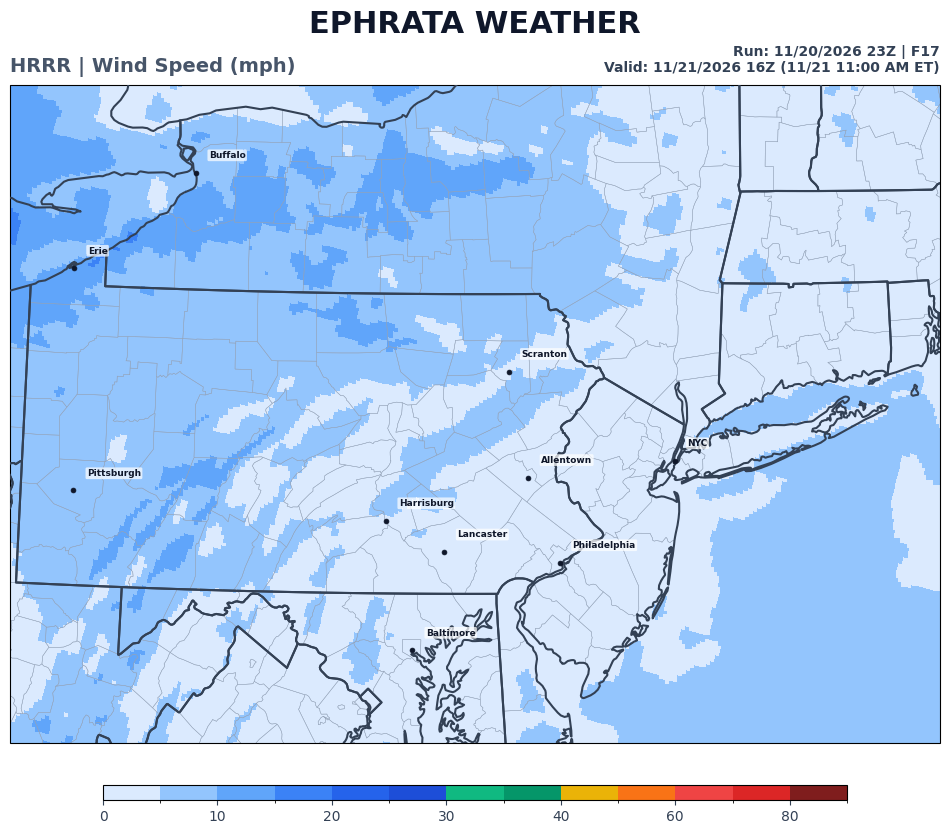 EPHRATA WEATHER
HRRR | Wind Speed (mph)
Run: 11/20/2026 23Z | F17
Valid: 11/21/2026 16Z (11/21 11:00 AM ET)
Buffalo
Erie
Scranton
NYC
Pittsburgh
Allentown
Harrisburg
Lancaster
Philadelphia
Baltimore
0 10 20 30 40 50 60 70 80